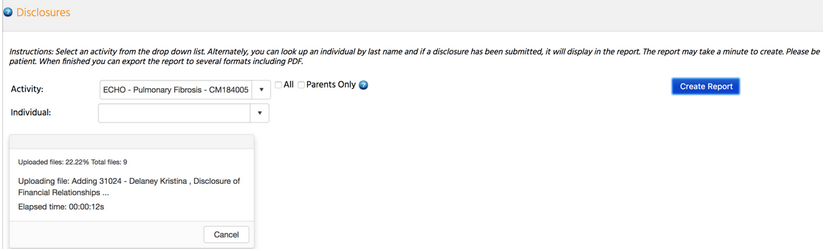 Disclosures
Instructions: Select an activity from the drop down list. Alternately, you can look up an individual by last name and if a disclosure has been submitted, it will display in the report. The report may take a minute to create. Please be
patient. When finished you can export the report to several formats including PDF.
Activity: ECHO - Pulmonary Fibrosis - CM184005 All Parents Only Create Report
Individual:
Uploaded files: 22.22% Total files: 9
Uploading file: Adding 31024 - Delaney Kristina , Disclosure of
Financial Relationships ...
Elapsed time: 00:00:12s
Cancel